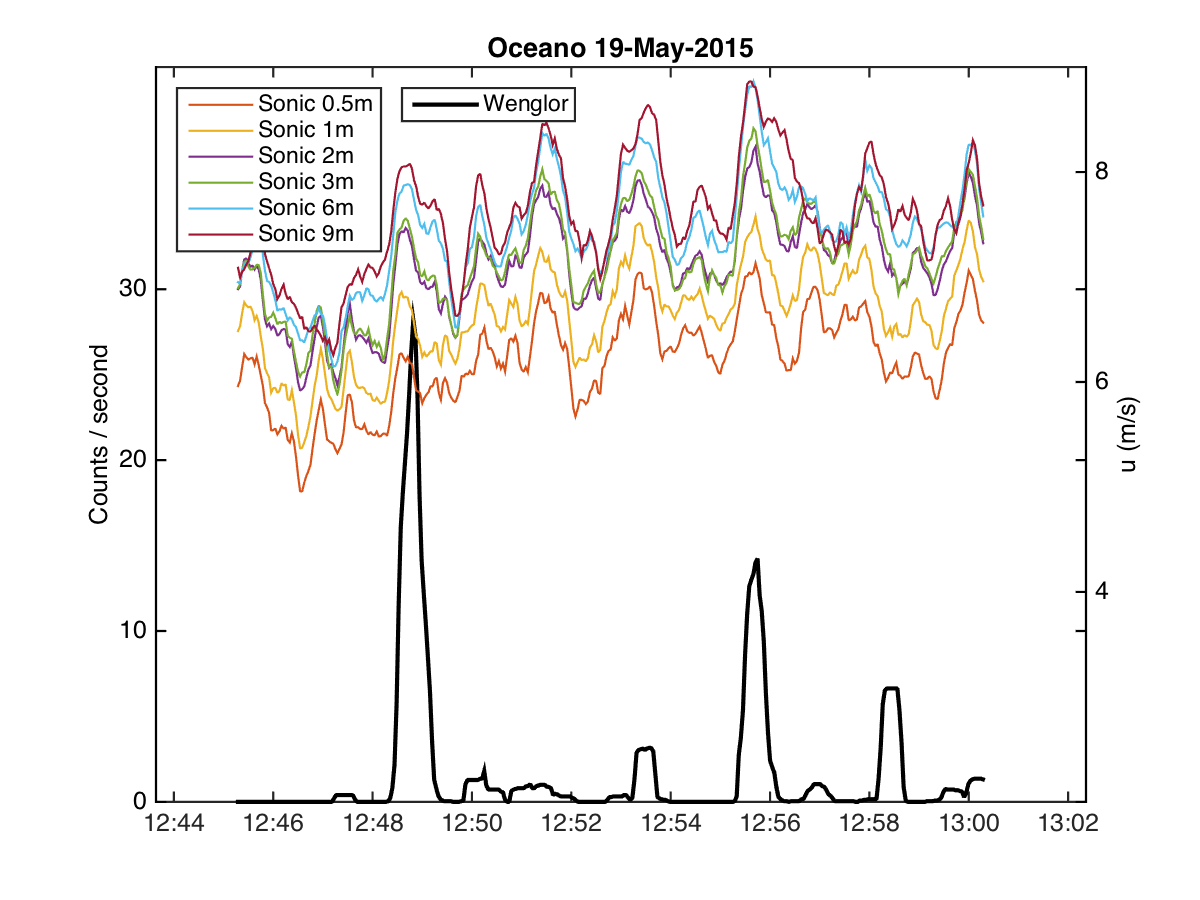 Oceano 19-May-2015
Sonic 0.5m
Sonic 1m
Sonic 2m
Sonic 3m
Sonic 6m
Sonic 9m
Wenglor
Counts / second
30
20
10
0
8
6
4
u (m/s)
12:44 12:46 12:48 12:50 12:52 12:54 12:56 12:58 13:00 13:02